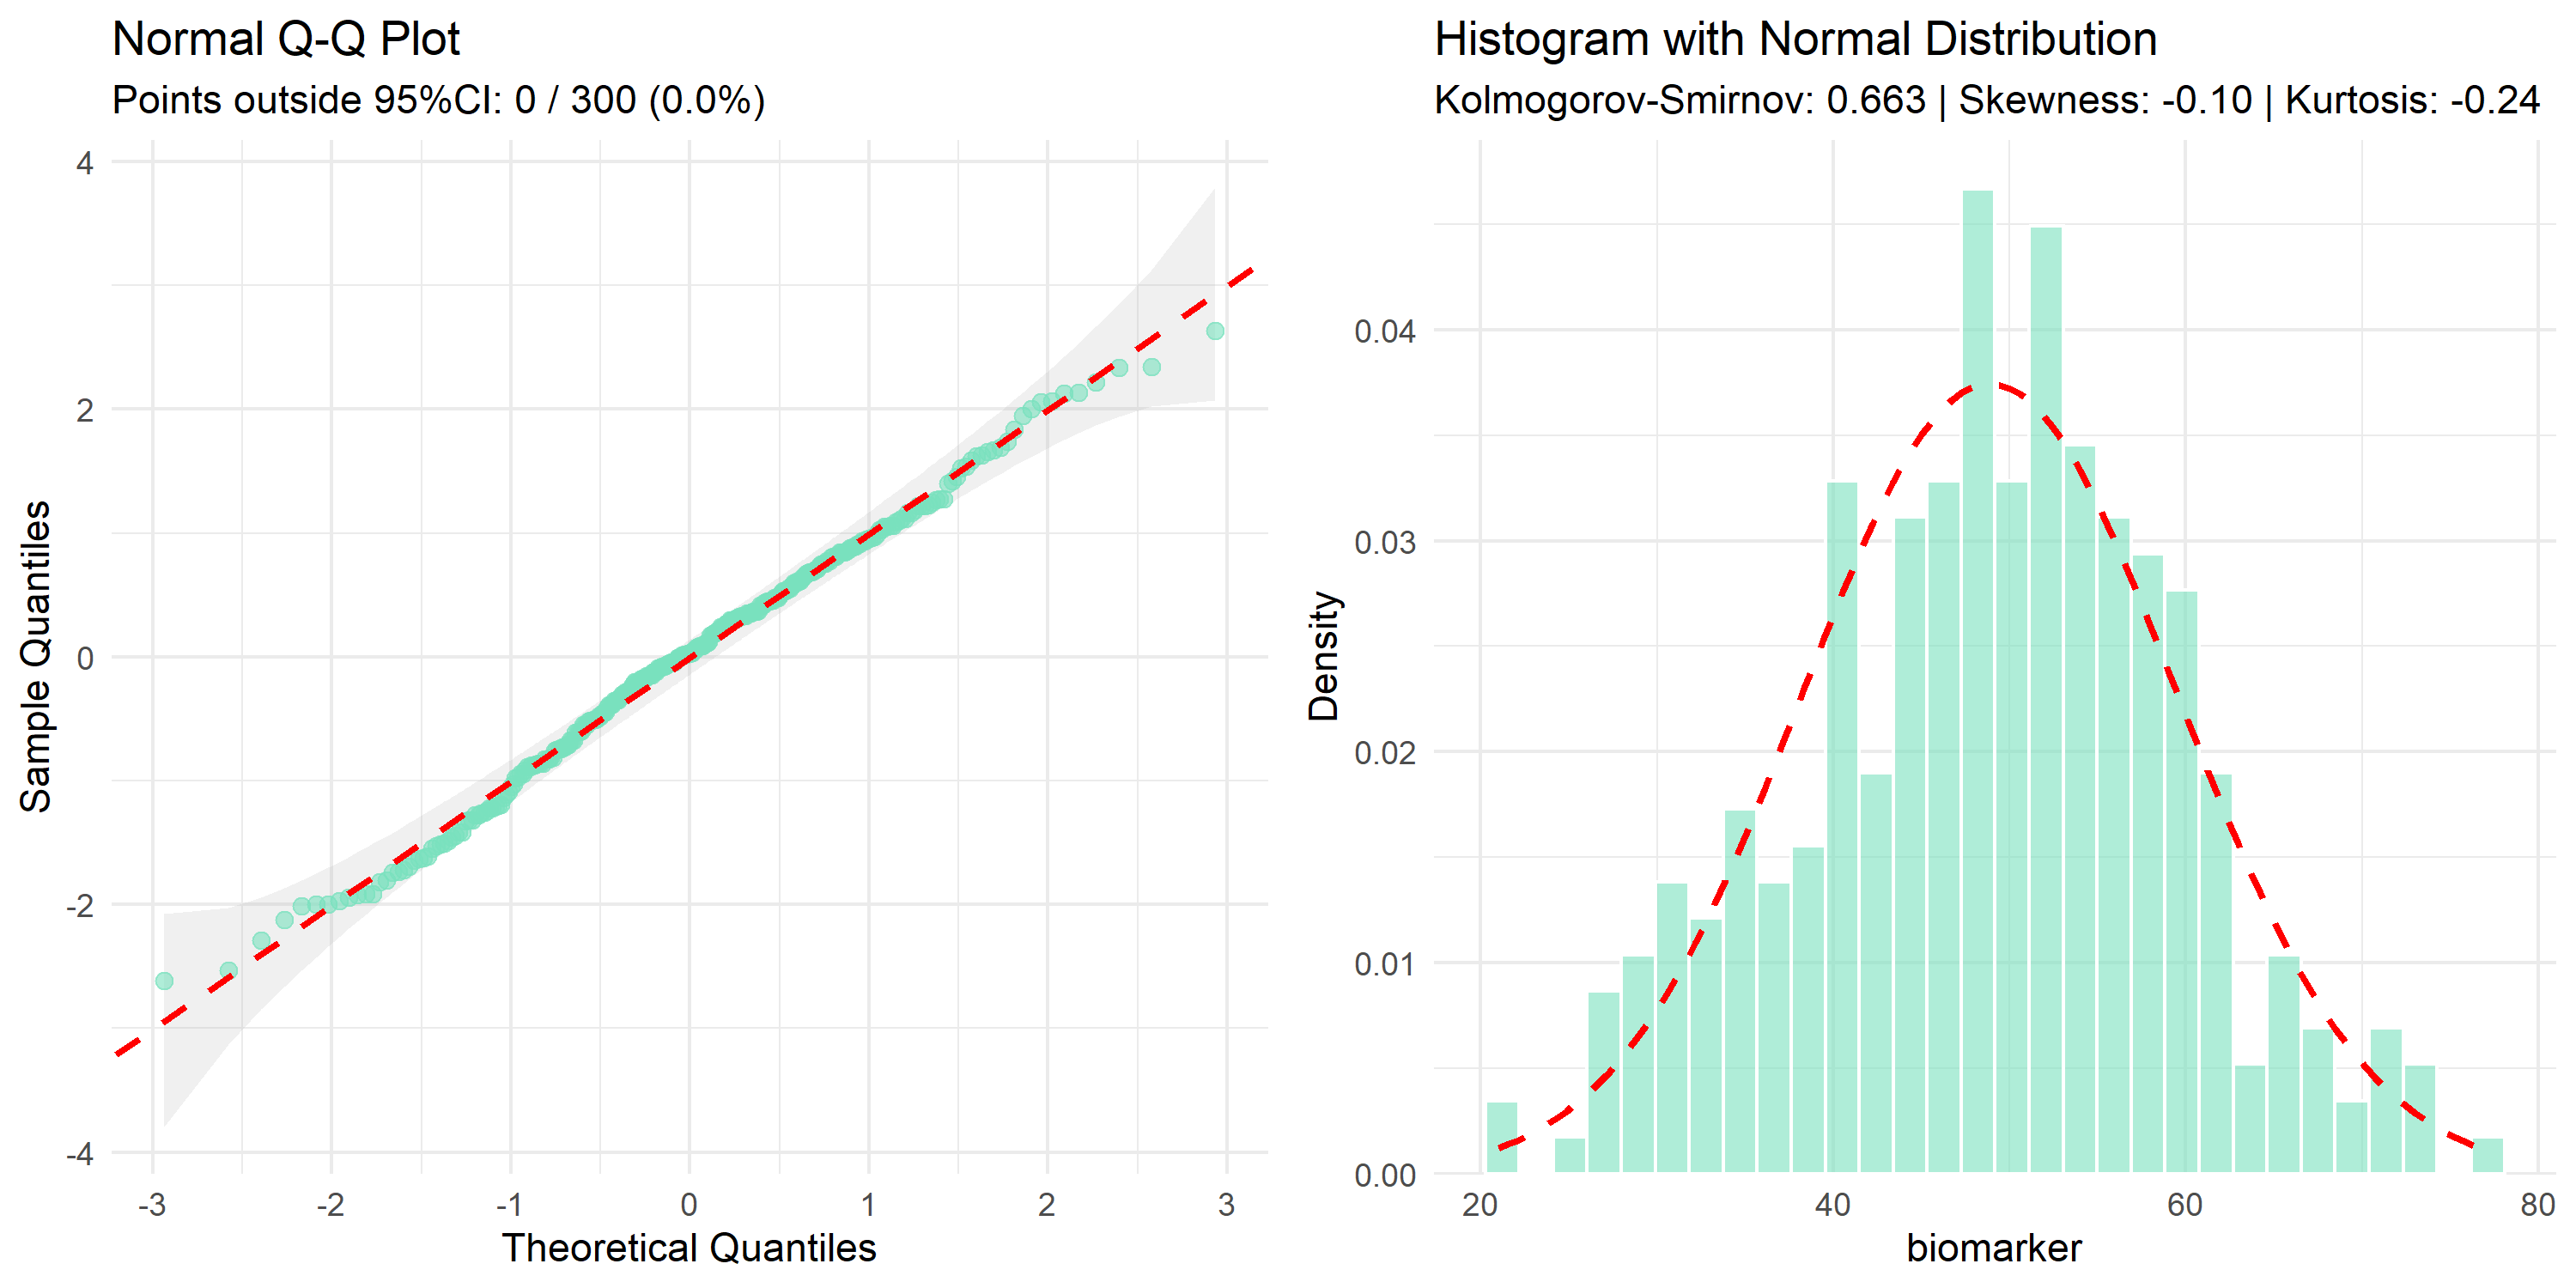 Normal Q-Q Plot
Points outside 95%CI: 0 / 300 (0.0%)
4
2
0
-2
-4
Sample Quantiles
-3
-2
-1
0
1
2
3
Theoretical Quantiles
Histogram with Normal Distribution
Kolmogorov-Smirnov: 0.663 | Skewness: -0.10 | Kurtosis: -0.24
0.04
0.03
0.02
0.01
0.00
Density
20
40
60
80
biomarker